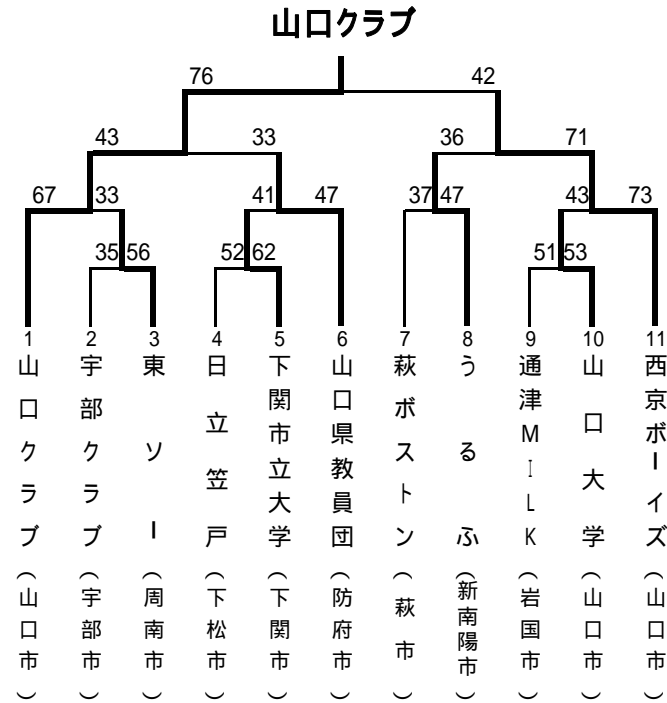 山口クラブ
76 42
43 33 36 71
67 33 41 47 37 47 43 73
35 56 52 62 51 53
1 2 3 4 5 6 7 8 9 10 11
山口クラブ(山口市)
宇部クラブ(宇部市)
東ソー(周南市)
日立笠戸(下松市)
下関市立大学(下関市)
山口県教員団(防府市)
萩ボストン(萩市)
うるふ(新南陽市)
通津MILK(岩国市)
山口大学(山口市)
西京ボーイズ(山口市)